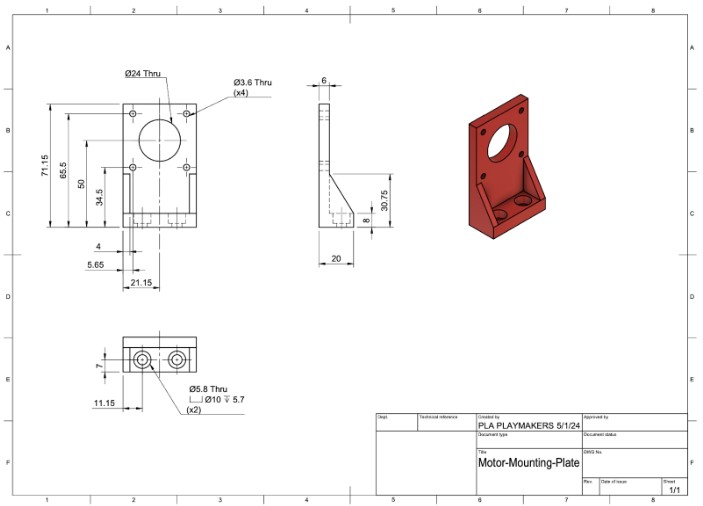 1 2 3 4 5 6 7 8
A A
Ø24 Thru
Ø3.6 Thru
(x4)
6
B B
71.15
65.5
50
34.5
30.75
8
C C
4
5.65
21.15
20
D D
7
11.15
Ø5.8 Thru
⌴ Ø10 ↧ 5.7
(x2)
E E
Dept.
Technical reference
Created by
Approved by
PLA PLAYMAKERS 5/1/24
Document type
Document status
Title
DWG No.
Motor-Mounting-Plate
F F
Rev.
Date of issue
Sheet
1/1
1 2 3 4 5 6 7 8